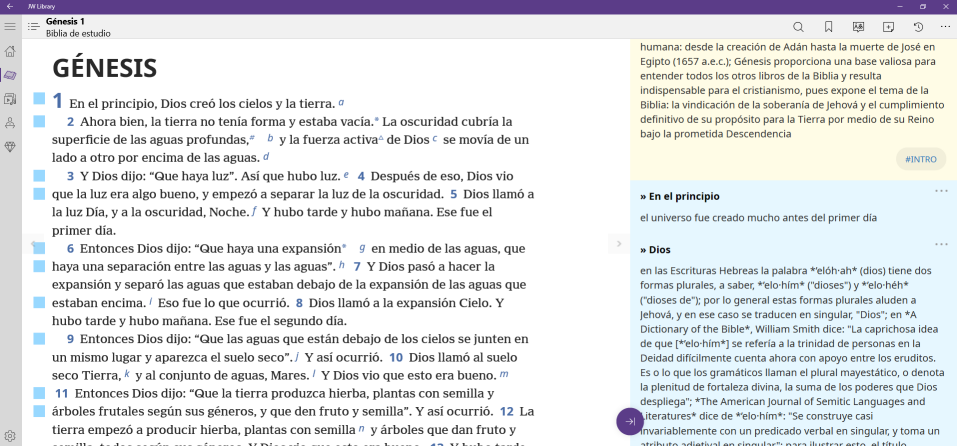 JW Library
Génesis 1
Biblia de estudio
GÉNESIS
1 En el principio, Dios creó los cielos y la tierra. a
2 Ahora bien, la tierra no tenía forma y estaba vacía.* La oscuridad cubría la
superficie de las aguas profundas,* b y la fuerza activa△ de Dios c se movía de un
lado a otro por encima de las aguas. d
3 Y Dios dijo: “Que haya luz”. Así que hubo luz. e 4 Después de eso, Dios vio
que la luz era algo bueno, y empezó a separar la luz de la oscuridad. 5 Dios llamó a
la luz Día, y a la oscuridad, Noche. f Y hubo tarde y hubo mañana. Ese fue el
primer día.
6 Entonces Dios dijo: “Que haya una expansión* g en medio de las aguas, que
haya una separación entre las aguas y las aguas”. h 7 Y Dios pasó a hacer la
expansión y separó las aguas que estaban debajo de la expansión de las aguas que
estaban encima. i Eso fue lo que ocurrió. 8 Dios llamó a la expansión Cielo. Y
hubo tarde y hubo mañana. Ese fue el segundo día.
9 Entonces Dios dijo: “Que las aguas que están debajo de los cielos se junten en
un mismo lugar y aparezca el suelo seco”. j Y así ocurrió. 10 Dios llamó al suelo
seco Tierra, k y al conjunto de aguas, Mares. l Y Dios vio que esto era bueno. m
11 Entonces Dios dijo: “Que la tierra produzca hierba, plantas con semilla y
árboles frutales según sus géneros, y que den fruto y semilla”. Y así ocurrió. 12 La
tierra empezó a producir hierba, plantas con semilla n y árboles que dan fruto y
humana: desde la creación de Adán hasta la muerte de José en
Egipto (1657 a.e.c.); Génesis proporciona una base valiosa para
entender todos los otros libros de la Biblia y resulta
indispensable para el cristianismo, pues expone el tema de la
Biblia: la vindicación de la soberanía de Jehová y el cumplimiento
definitivo de su propósito para la Tierra por medio de su Reino
bajo la prometida Descendencia
#INTRO
» En el principio
el universo fue creado mucho antes del primer día
» Dios
en las Escrituras Hebreas la palabra *’elóh·ah* (dios) tiene dos
formas plurales, a saber, *’elo·hím* ("dioses") y *’elo·héh*
("dioses de"); por lo general estas formas plurales aluden a
Jehová, y en ese caso se traducen en singular, "Dios"; en *A
Dictionary of the Bible*, William Smith dice: "La caprichosa idea
de que [*’elo·hím*] se refería a la trinidad de personas en la
Deidad difícilmente cuenta ahora con apoyo entre los eruditos.
Es o lo que los gramáticos llaman el plural mayestático, o denota
la plenitud de fortaleza divina, la suma de los poderes que Dios
despliega"; *The American Journal of Semitic Languages and
Literatures* dice de *’elo·hím*: "Se construye casi
invariablemente con un predicado verbal en singular, y toma un
atributo adjetival en singular"; para ilustrar esto, el título